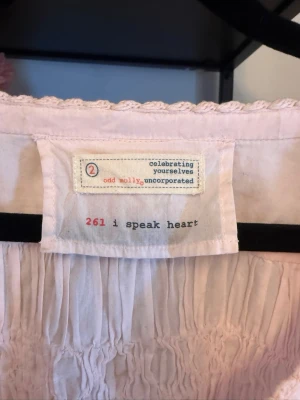 2 celebrating
yourselves
odd molly uncorporated
261 i speak heart